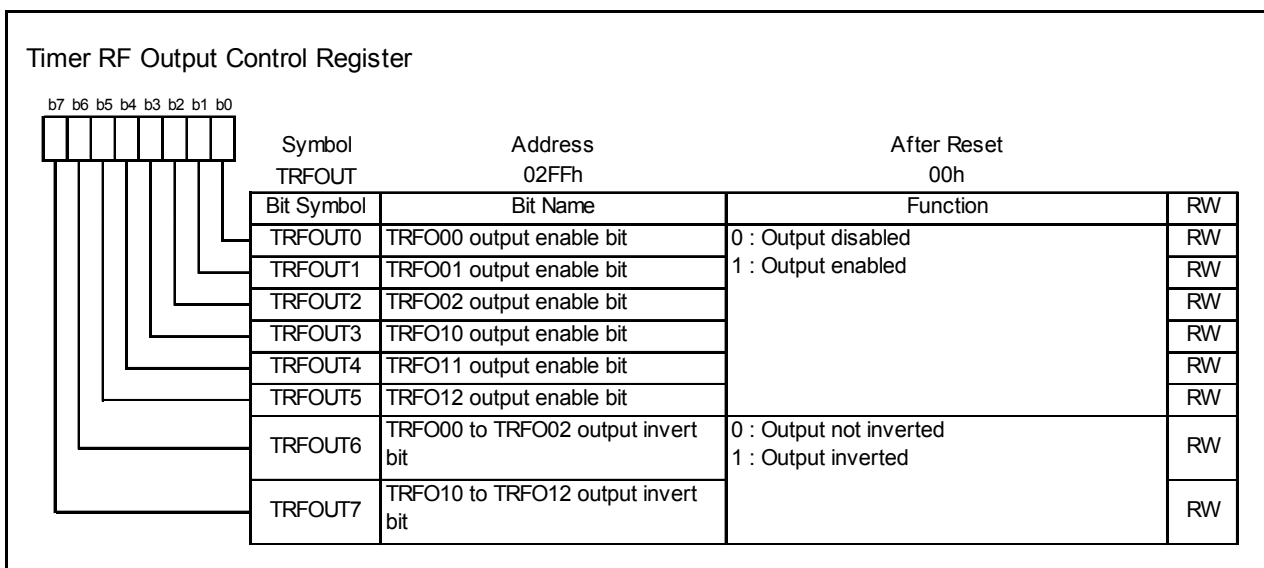 Timer RF Output Control Register
b7 b6 b5 b4 b3 b2 b1 b0
Symbol Address After Reset
TRFOUT 02FFh 00h
Bit Symbol Bit Name Function RW
TRFOUT0 TRFO00 output enable bit 0 : Output disabled RW
TRFOUT1 TRFO01 output enable bit 1 : Output enabled RW
TRFOUT2 TRFO02 output enable bit RW
TRFOUT3 TRFO10 output enable bit RW
TRFOUT4 TRFO11 output enable bit RW
TRFOUT5 TRFO12 output enable bit RW
TRFOUT6 TRFO00 to TRFO02 output invert bit 0 : Output not inverted 1 : Output inverted RW
TRFOUT7 TRFO10 to TRFO12 output invert bit RW